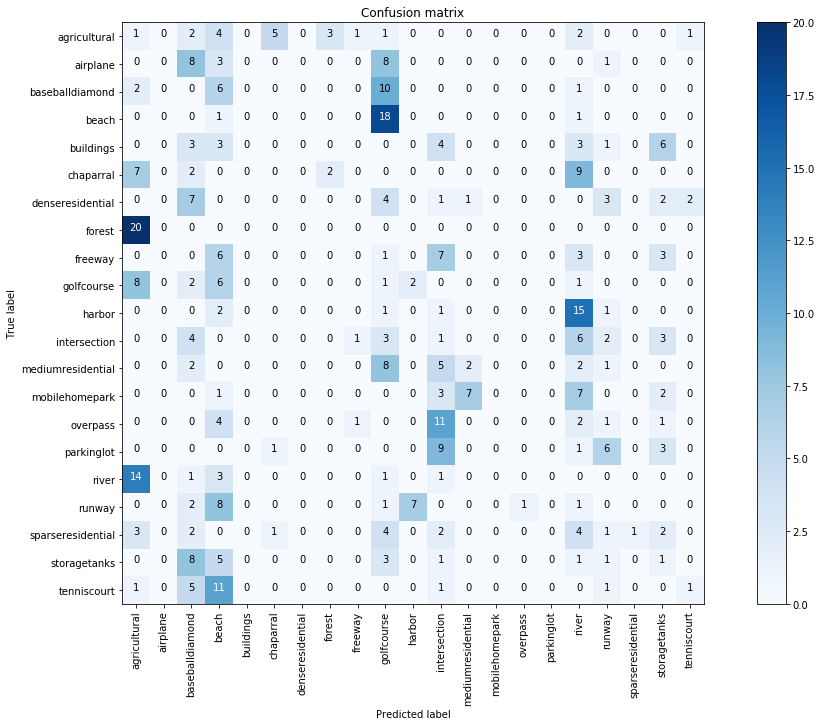 Confusion matrix
agricultural 1 0 2 4 0 5 0 3 1 1 0 0 0 0 0 0 2 0 0 0 1
airplane 0 0 8 3 0 0 0 0 0 8 0 0 0 0 0 0 0 1 0 0 0
baseballdiamond 2 0 0 6 0 0 0 0 0 10 0 0 0 0 0 0 1 0 0 0 0
beach 0 0 0 1 0 0 0 0 0 18 0 0 0 0 0 0 1 0 0 0 0
buildings 0 0 3 3 0 0 0 0 0 0 0 4 0 0 0 0 3 1 0 6 0
chaparral 7 0 2 0 0 0 0 2 0 0 0 0 0 0 0 0 9 0 0 0 0
denseresidential 0 0 7 0 0 0 0 0 0 4 0 1 1 0 0 0 0 3 0 2 2
forest 20 0 0 0 0 0 0 0 0 0 0 0 0 0 0 0 0 0 0 0 0
freeway 0 0 0 6 0 0 0 0 0 1 0 7 0 0 0 0 3 0 0 3 0
golfcourse 8 0 2 6 0 0 0 0 0 1 2 0 0 0 0 0 1 0 0 0 0
harbor 0 0 0 2 0 0 0 0 0 1 0 1 0 0 0 0 15 1 0 0 0
intersection 0 0 4 0 0 0 0 0 1 3 0 1 0 0 0 0 6 2 0 3 0
mediumresidential 0 0 2 0 0 0 0 0 0 8 0 5 2 0 0 0 2 1 0 0 0
mobilehomepark 0 0 0 1 0 0 0 0 0 0 0 3 7 0 0 0 7 0 0 2 0
overpass 0 0 0 4 0 0 0 0 1 0 0 11 0 0 0 0 2 1 0 1 0
parkinglot 0 0 0 0 0 1 0 0 0 0 0 9 0 0 0 0 1 6 0 3 0
river 14 0 1 3 0 0 0 0 0 1 0 1 0 0 0 0 0 0 0 0 0
runway 0 0 2 8 0 0 0 0 0 1 7 0 0 0 1 0 1 0 0 0 0
sparseresidential 3 0 2 0 0 1 0 0 0 4 0 2 0 0 0 0 4 1 1 2 0
storagetanks 0 0 8 5 0 0 0 0 0 3 0 1 0 0 0 0 1 1 0 1 0
tenniscourt 1 0 5 11 0 0 0 0 0 0 0 1 0 0 0 0 0 1 0 0 1
True label
agricultural
airplane
baseballdiamond
beach
buildings
chaparral
denseresidential
forest
freeway
golfcourse
harbor
intersection
mediumresidential
mobilehomepark
overpass
parkinglot
river
runway
sparseresidential
storagetanks
tenniscourt
Predicted label
20.0
17.5
15.0
12.5
10.0
7.5
5.0
2.5
0.0